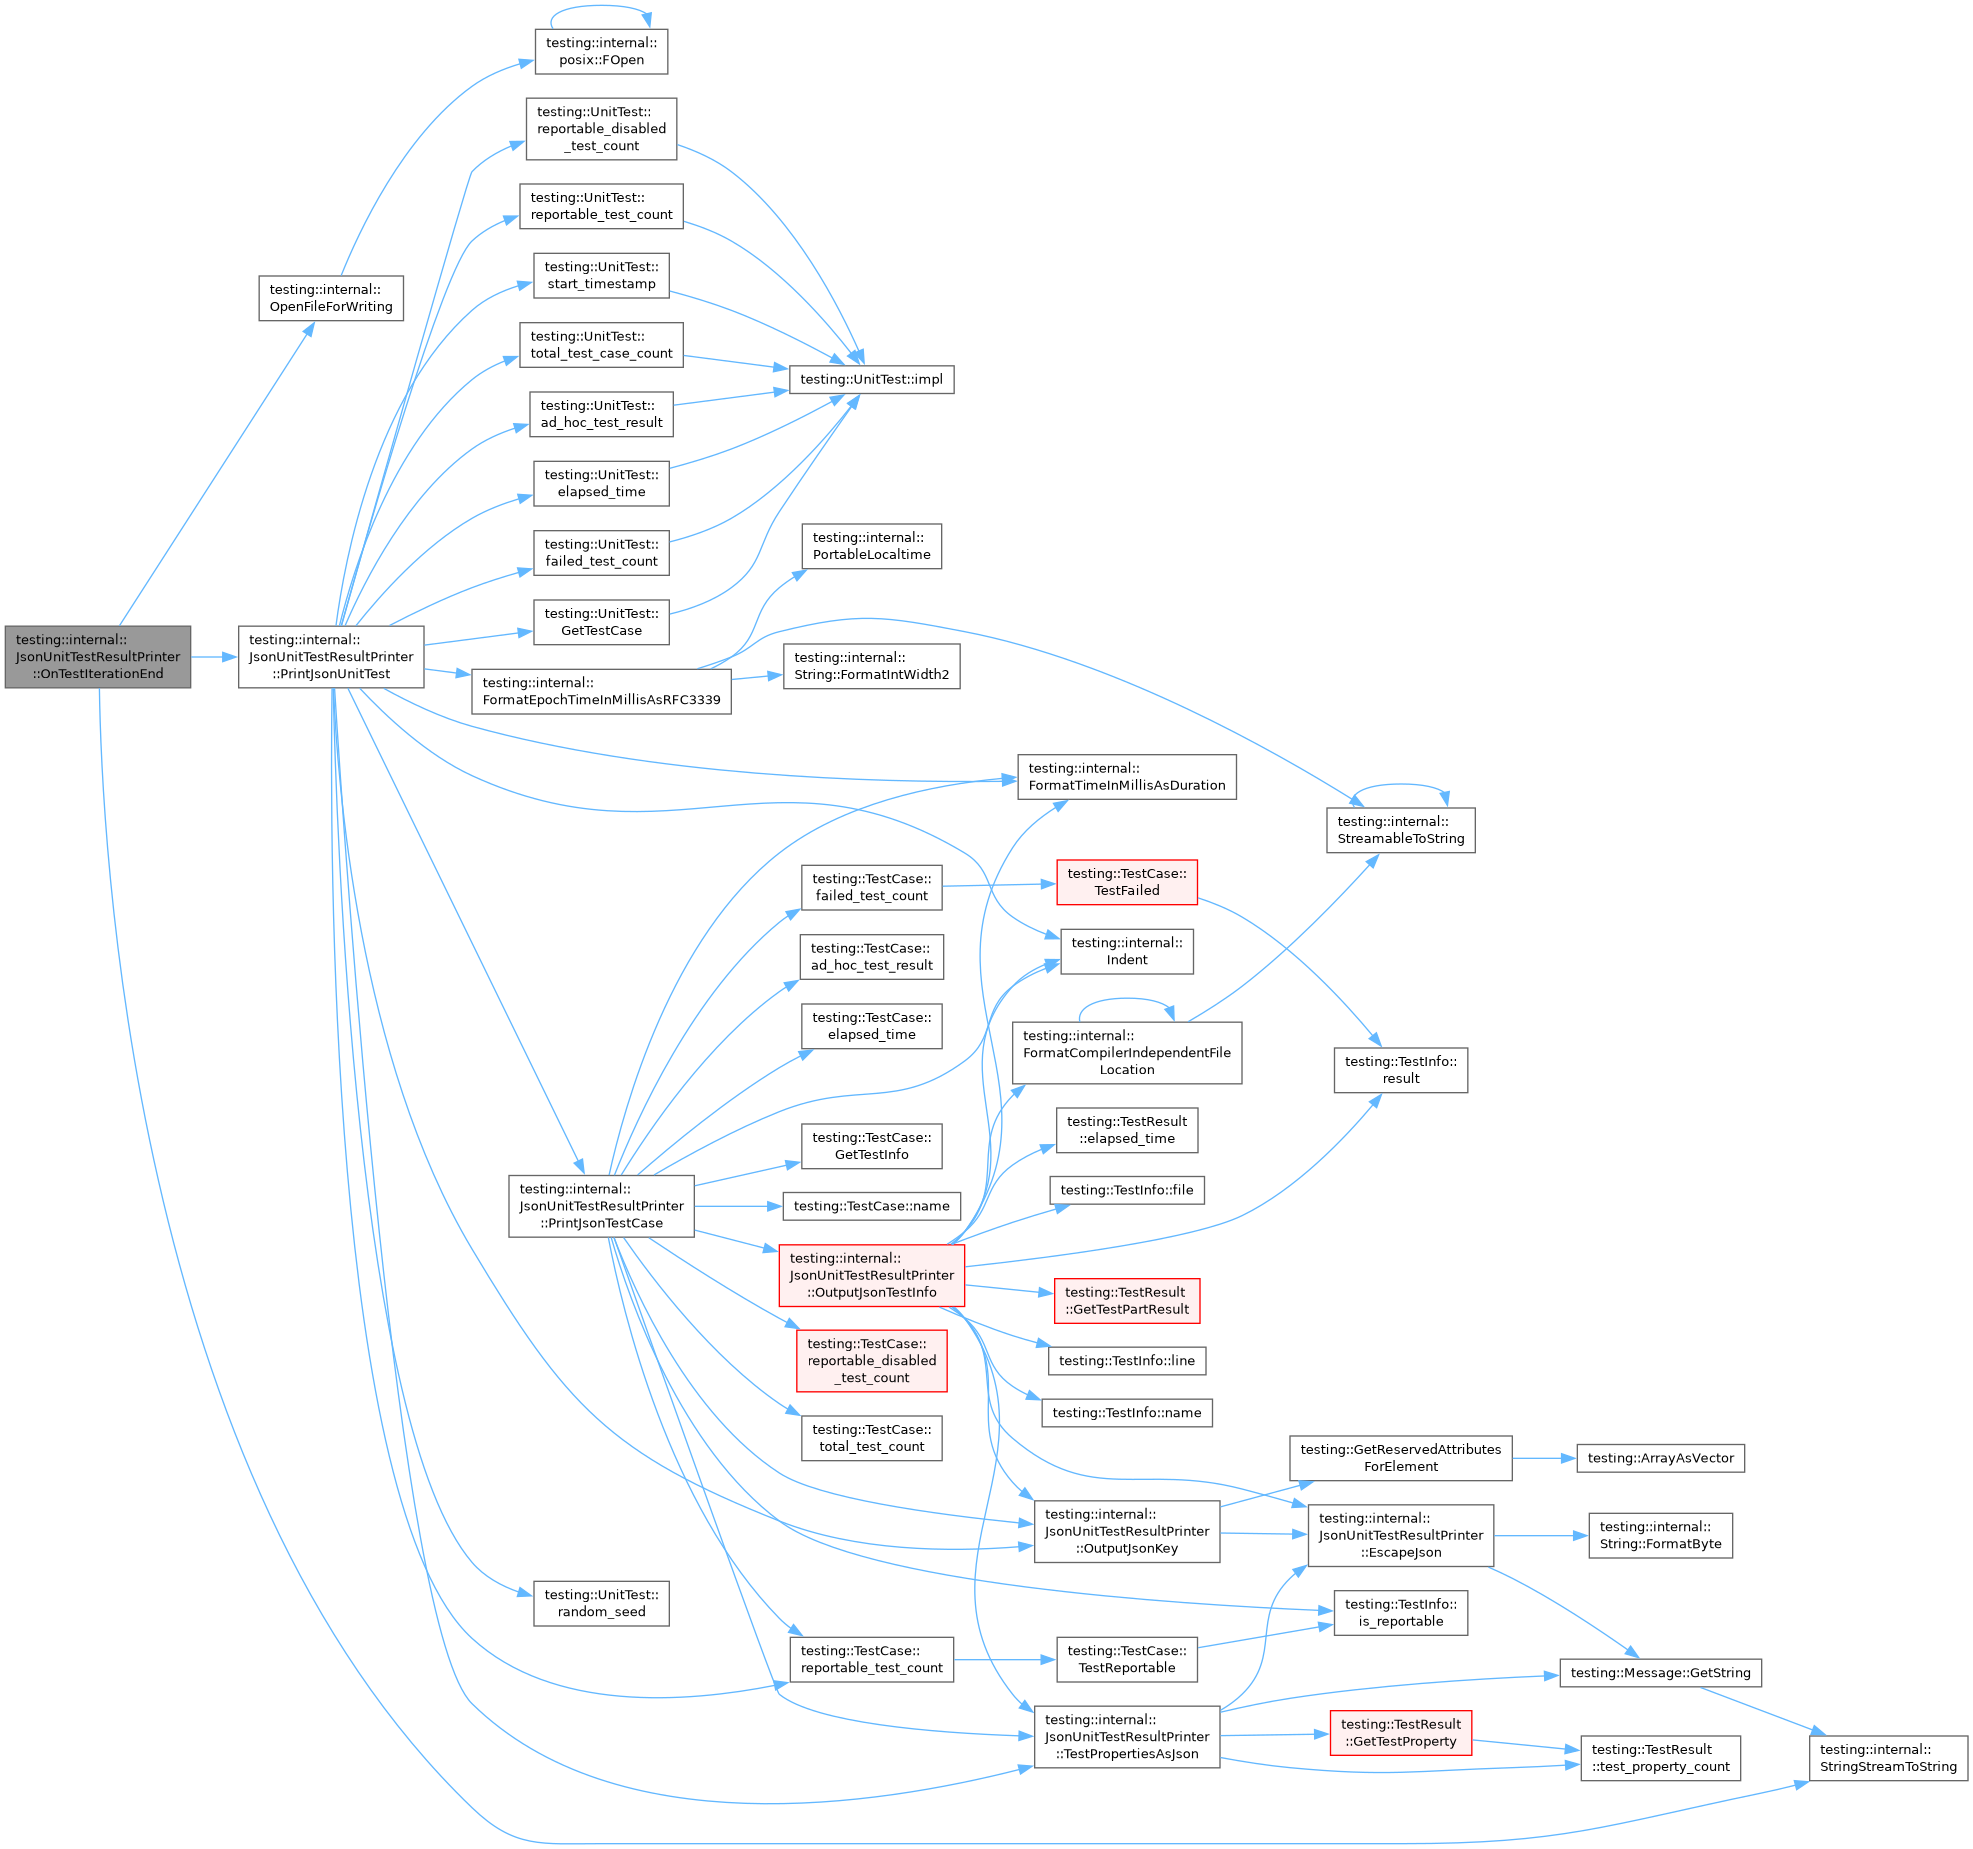 testing::internal::
JsonUnitTestResultPrinter
::OnTestIterationEnd
testing::internal::
OpenFileForWriting
testing::internal::
posix::FOpen
testing::internal::
JsonUnitTestResultPrinter
::PrintJsonUnitTest
testing::UnitTest::
reportable_disabled
_test_count
testing::UnitTest::
reportable_test_count
testing::UnitTest::
start_timestamp
testing::UnitTest::
total_test_case_count
testing::UnitTest::
ad_hoc_test_result
testing::UnitTest::
elapsed_time
testing::UnitTest::
failed_test_count
testing::UnitTest::
GetTestCase
testing::UnitTest::impl
testing::internal::
FormatEpochTimeInMillisAsRFC3339
testing::internal::
PortableLocaltime
testing::internal::
String::FormatIntWidth2
testing::internal::
FormatTimeInMillisAsDuration
testing::internal::
StreamableToString
testing::TestCase::
failed_test_count
testing::TestCase::
TestFailed
testing::TestCase::
ad_hoc_test_result
testing::internal::
Indent
testing::TestCase::
elapsed_time
testing::internal::
FormatCompilerIndependentFile
Location
testing::TestInfo::
result
testing::TestCase::
GetTestInfo
testing::TestResult
::elapsed_time
testing::internal::
JsonUnitTestResultPrinter
::PrintJsonTestCase
testing::TestCase::name
testing::TestInfo::file
testing::internal::
JsonUnitTestResultPrinter
::OutputJsonTestInfo
testing::TestResult
::GetTestPartResult
testing::TestCase::
reportable_disabled
_test_count
testing::TestInfo::line
testing::TestInfo::name
testing::TestCase::
total_test_count
testing::GetReservedAttributes
ForElement
testing::ArrayAsVector
testing::internal::
JsonUnitTestResultPrinter
::OutputJsonKey
testing::internal::
JsonUnitTestResultPrinter
::EscapeJson
testing::internal::
String::FormatByte
testing::UnitTest::
random_seed
testing::TestInfo::
is_reportable
testing::TestCase::
reportable_test_count
testing::TestCase::
TestReportable
testing::Message::GetString
testing::internal::
JsonUnitTestResultPrinter
::TestPropertiesAsJson
testing::TestResult
::GetTestProperty
testing::TestResult
::test_property_count
testing::internal::
StringStreamToString